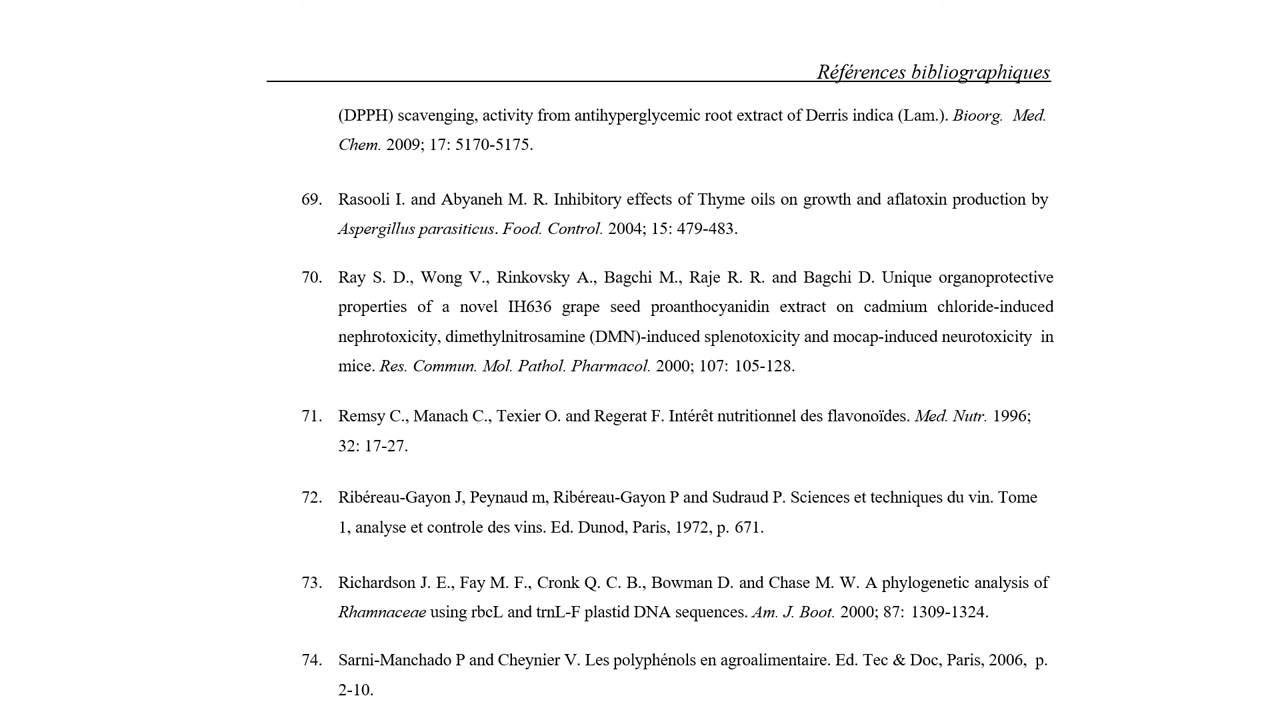 Références bibliographiques
(DPPH) scavenging, activity from antihyperglycemic root extract of Derris indica (Lam.). Bioorg. Med.
Chem. 2009; 17: 5170-5175.
69. Rasooli I. and Abyaneh M. R. Inhibitory effects of Thyme oils on growth and aflatoxin production by
Aspergillus parasiticus. Food. Control. 2004; 15: 479-483.
70. Ray S. D., Wong V., Rinkovsky A., Bagchi M., Raje R. R. and Bagchi D. Unique organoprotective
properties of a novel IH636 grape seed proanthocyanidin extract on cadmium chloride-induced
nephrotoxicity, dimethylnitrosamine (DMN)-induced splenotoxicity and mocap-induced neurotoxicity in
mice. Res. Commun. Mol. Pathol. Pharmacol. 2000; 107: 105-128.
71. Remsy C., Manach C., Texier O. and Regerat F. Intérêt nutritionnel des flavonoïdes. Med. Nutr. 1996;
32: 17-27.
72. Ribéreau-Gayon J, Peynaud m, Ribéreau-Gayon P and Sudraud P. Sciences et techniques du vin. Tome
1, analyse et controle des vins. Ed. Dunod, Paris, 1972, p. 671.
73. Richardson J. E., Fay M. F., Cronk Q. C. B., Bowman D. and Chase M. W. A phylogenetic analysis of
Rhamnaceae using rbcL and trnL-F plastid DNA sequences. Am. J. Boot. 2000; 87: 1309-1324.
74. Sarni-Manchado P and Cheynier V. Les polyphénols en agroalimentaire. Ed. Tec & Doc, Paris, 2006, p.
2-10.